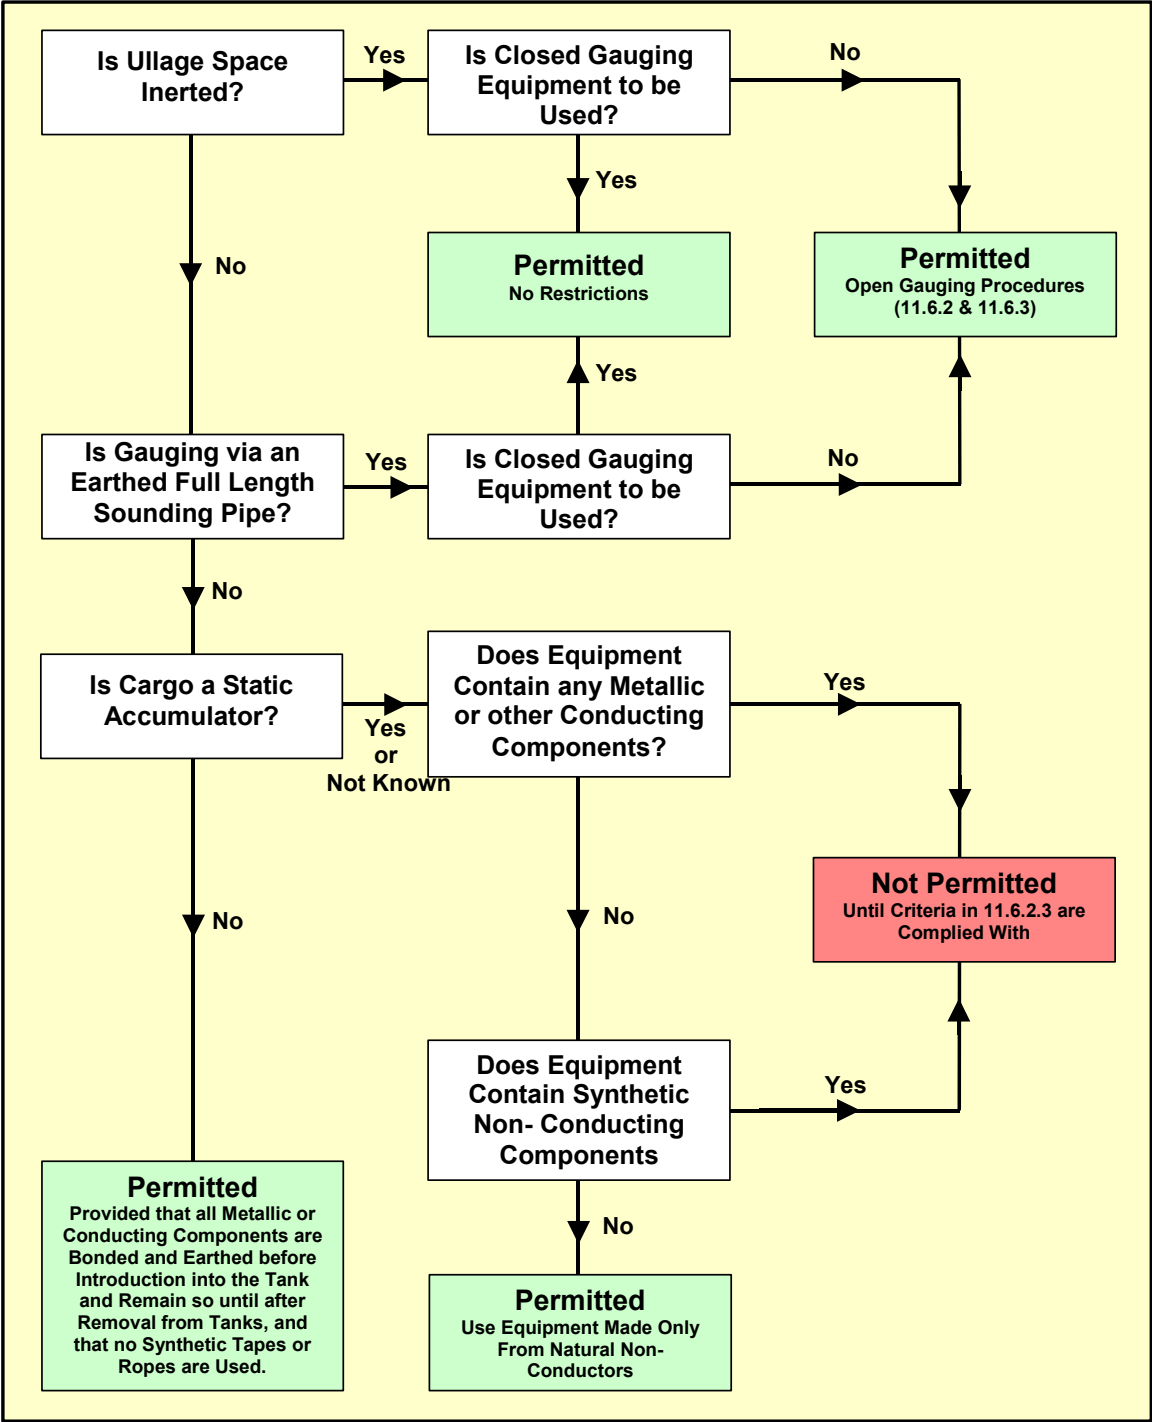 Is Ullage Space
Inerted?
Yes
Is Closed Gauging
Equipment to be
Used?
No
Yes
No
Permitted
No Restrictions
Permitted
Open Gauging Procedures
(11.6.2 & 11.6.3)
Yes
Is Gauging via an
Earthed Full Length
Sounding Pipe?
Yes
Is Closed Gauging
Equipment to be
Used?
No
No
Is Cargo a Static
Accumulator?
Yes
or
Not Known
Does Equipment
Contain any Metallic
or other Conducting
Components?
Yes
Not Permitted
Until Criteria in 11.6.2.3 are
Complied With
No
No
Does Equipment
Contain Synthetic
Non- Conducting
Components
Yes
Permitted
Provided that all Metallic or
Conducting Components are
Bonded and Earthed before
Introduction into the Tank
and Remain so until after
Removal from Tanks, and
that no Synthetic Tapes or
Ropes are Used.
No
Permitted
Use Equipment Made Only
From Natural Non-
Conductors